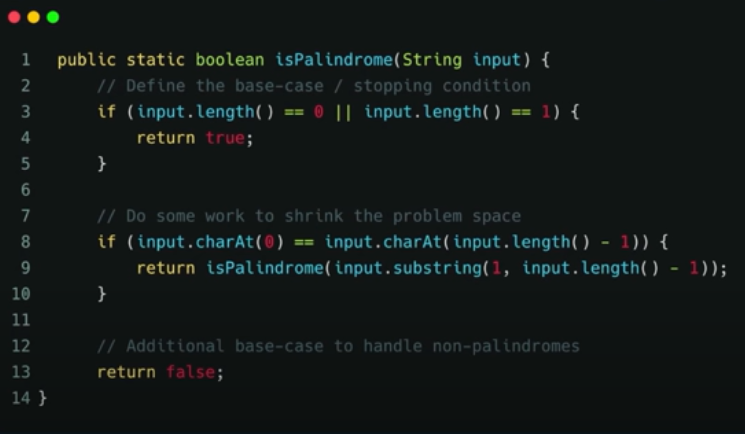 1 public static boolean isPalindrome(String input) {
2 // Define the base-case / stopping condition
3 if (input.length() == 0 || input.length() == 1) {
4 return true;
5 }
6
7 // Do some work to shrink the problem space
8 if (input.charAt(0) == input.charAt(input.length() - 1)) {
9 return isPalindrome(input.substring(1, input.length() - 1));
10 }
11
12 // Additional base-case to handle non-palindromes
13 return false;
14 }